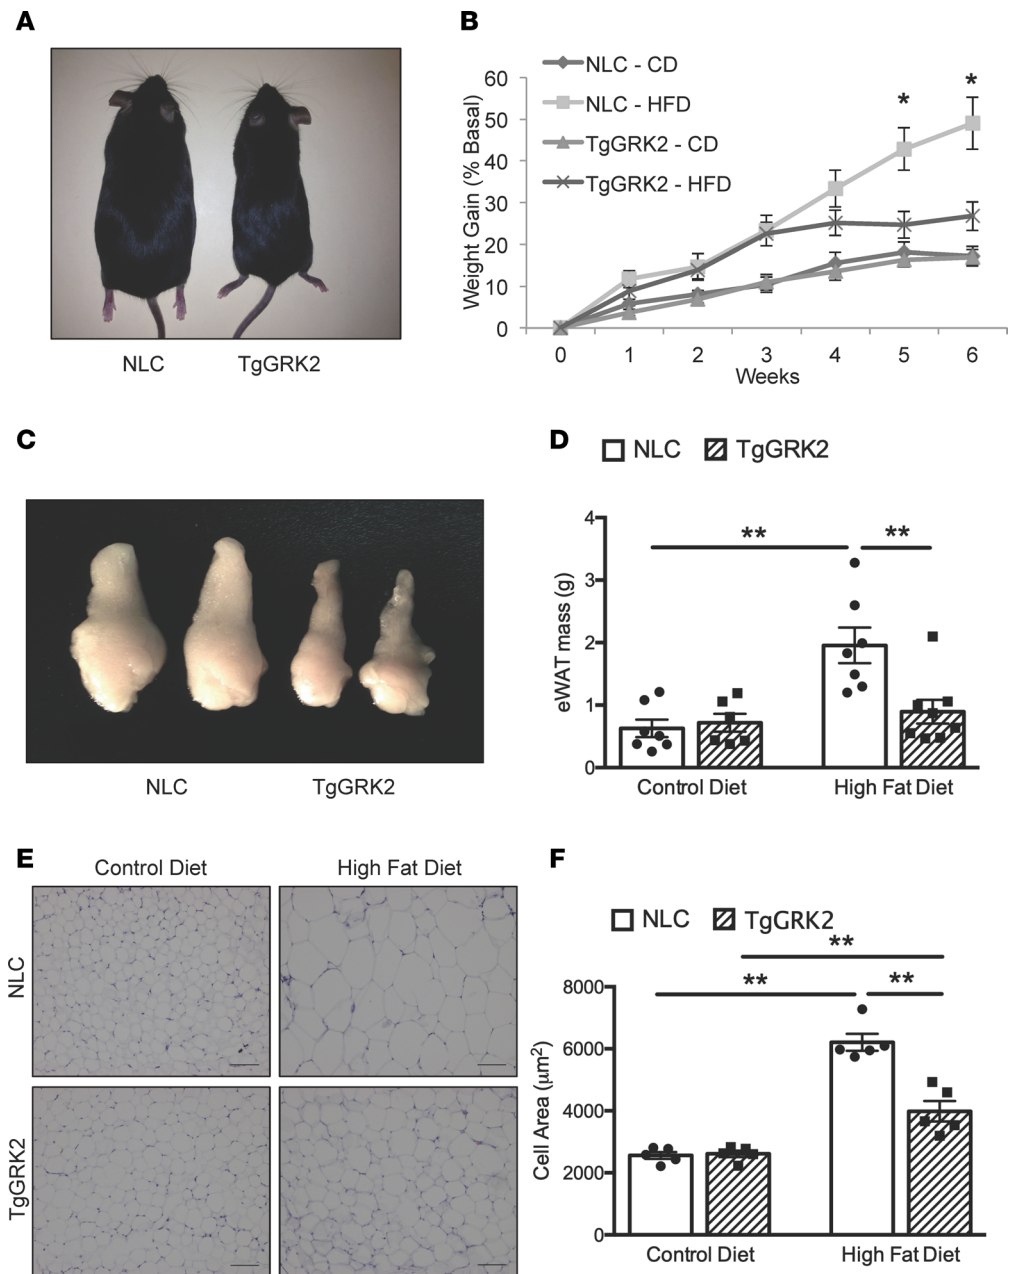 A
NLC
TgGRK2
B
NLC - CD
NLC - HFD
TgGRK2 - CD
TgGRK2 - HFD
Weight Gain (% Basal)
60
50
40
30
20
10
0
* *
0 1 2 3 4 5 6
Weeks
C
NLC
TgGRK2
D
NLC TgGRK2
eWAT mass (g)
4
3
2
1
0
** **
Control Diet High Fat Diet
E
Control Diet High Fat Diet
NLC
TgGRK2
F
NLC TgGRK2
**
** **
Cell Area (μm²)
8000
6000
4000
2000
0
Control Diet High Fat Diet